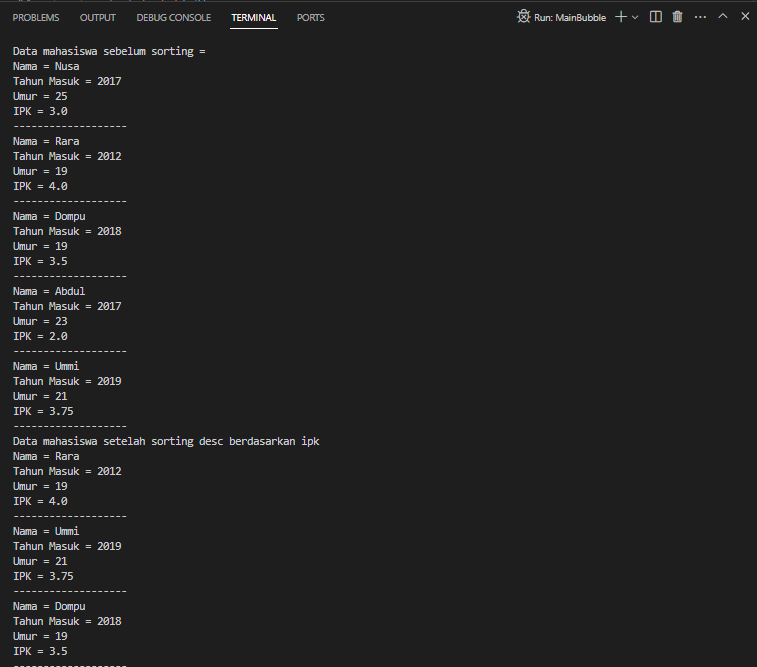 PROBLEMS OUTPUT DEBUG CONSOLE TERMINAL PORTS Run: MainBubble
Data mahasiswa sebelum sorting =
Nama = Nusa
Tahun Masuk = 2017
Umur = 25
IPK = 3.0
-------------------
Nama = Rara
Tahun Masuk = 2012
Umur = 19
IPK = 4.0
-------------------
Nama = Dompu
Tahun Masuk = 2018
Umur = 19
IPK = 3.5
-------------------
Nama = Abdul
Tahun Masuk = 2017
Umur = 23
IPK = 2.0
-------------------
Nama = Ummi
Tahun Masuk = 2019
Umur = 21
IPK = 3.75
-------------------
Data mahasiswa setelah sorting desc berdasarkan ipk
Nama = Rara
Tahun Masuk = 2012
Umur = 19
IPK = 4.0
-------------------
Nama = Ummi
Tahun Masuk = 2019
Umur = 21
IPK = 3.75
-------------------
Nama = Dompu
Tahun Masuk = 2018
Umur = 19
IPK = 3.5
-------------------